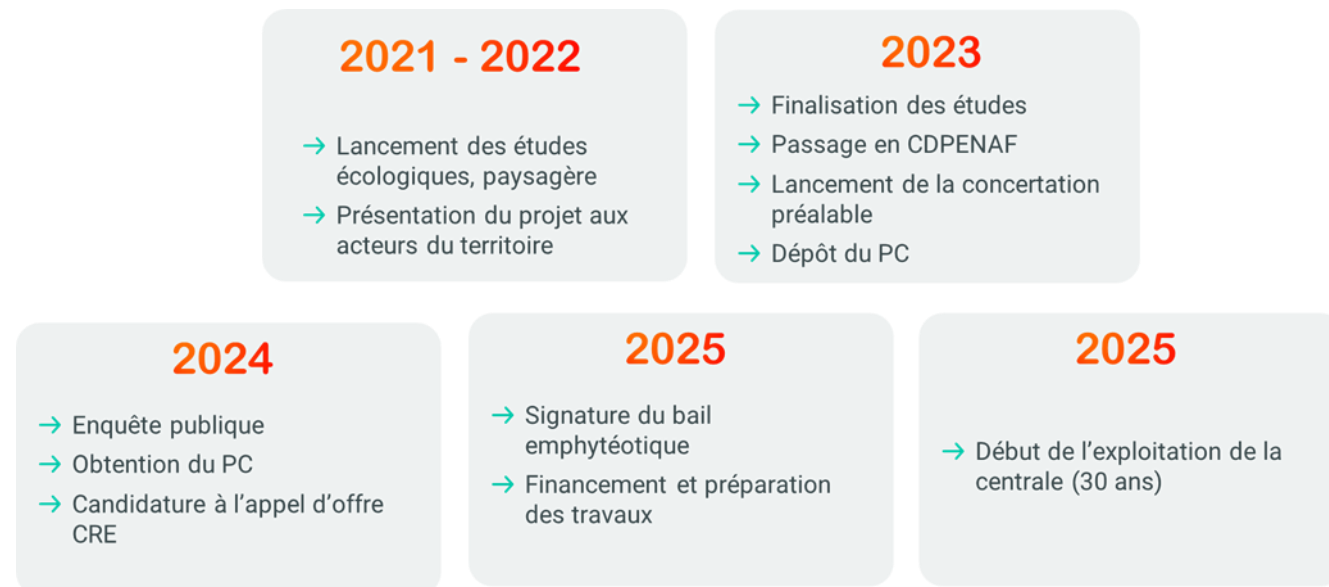 2021 - 2022
→ Lancement des études
écologiques, paysagère
→ Présentation du projet aux
acteurs du territoire
2023
→ Finalisation des études
→ Passage en CDPENAF
→ Lancement de la concertation
préalable
→ Dépôt du PC
2024
→ Enquête publique
→ Obtention du PC
→ Candidature à l'appel d'offre
CRE
2025
→ Signature du bail
emphytéotique
→ Financement et préparation
des travaux
2025
→ Début de l'exploitation de la
centrale (30 ans)